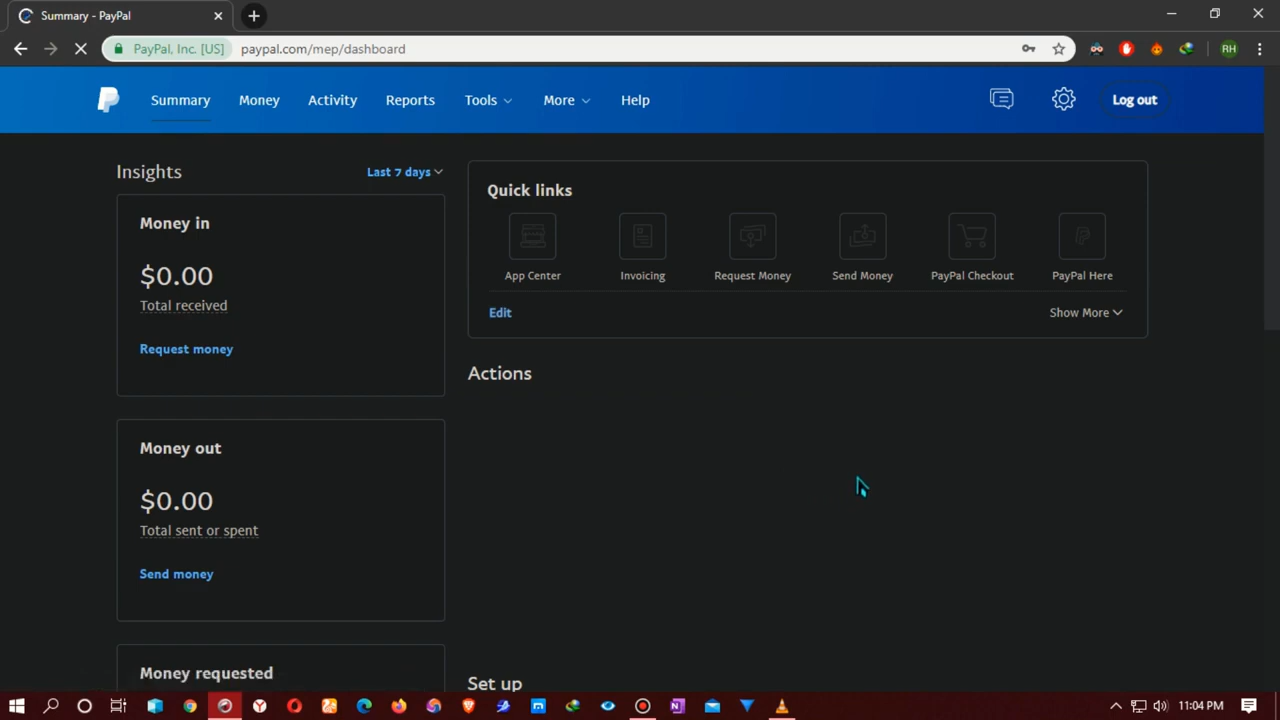 Summary - PayPal
PayPal, Inc. [US]
paypal.com/mep/dashboard
RH
Summary
Money
Activity
Reports
Tools
More
Help
Log out
Insights
Last 7 days
Money in
$0.00
Total received
Request money
Money out
$0.00
Total sent or spent
Send money
Money requested
Quick links
App Center
Invoicing
Request Money
Send Money
PayPal Checkout
PayPal Here
Edit
Show More
Actions
Set up
11:04 PM